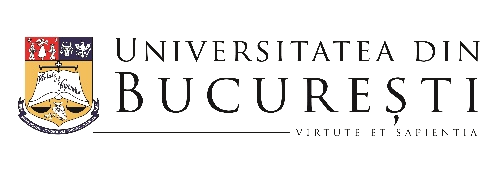 UNIVERSITATEA DIN
BUCUREȘTI
VIRTUTE ET SAPIENTIA